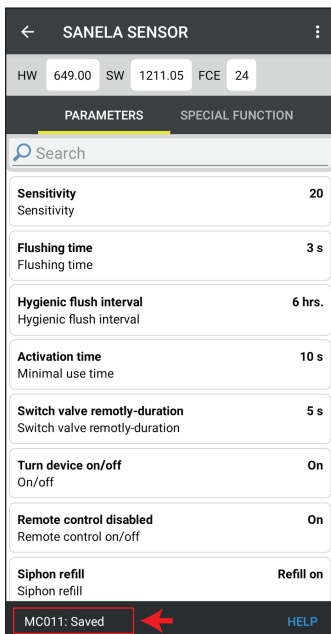 SANELA SENSOR
HW 649.00 SW 1211.05 FCE 24
PARAMETERS SPECIAL FUNCTION
Search
Sensitivity 20
Sensitivity
Flushing time 3 s
Flushing time
Hygienic flush interval 6 hrs.
Hygienic flush interval
Activation time 10 s
Minimal use time
Switch valve remotly-duration 5 s
Switch valve remotly-duration
Turn device on/off On
On/off
Remote control disabled On
Remote control on/off
Siphon refill Refill on
Siphon refill
MC011: Saved HELP